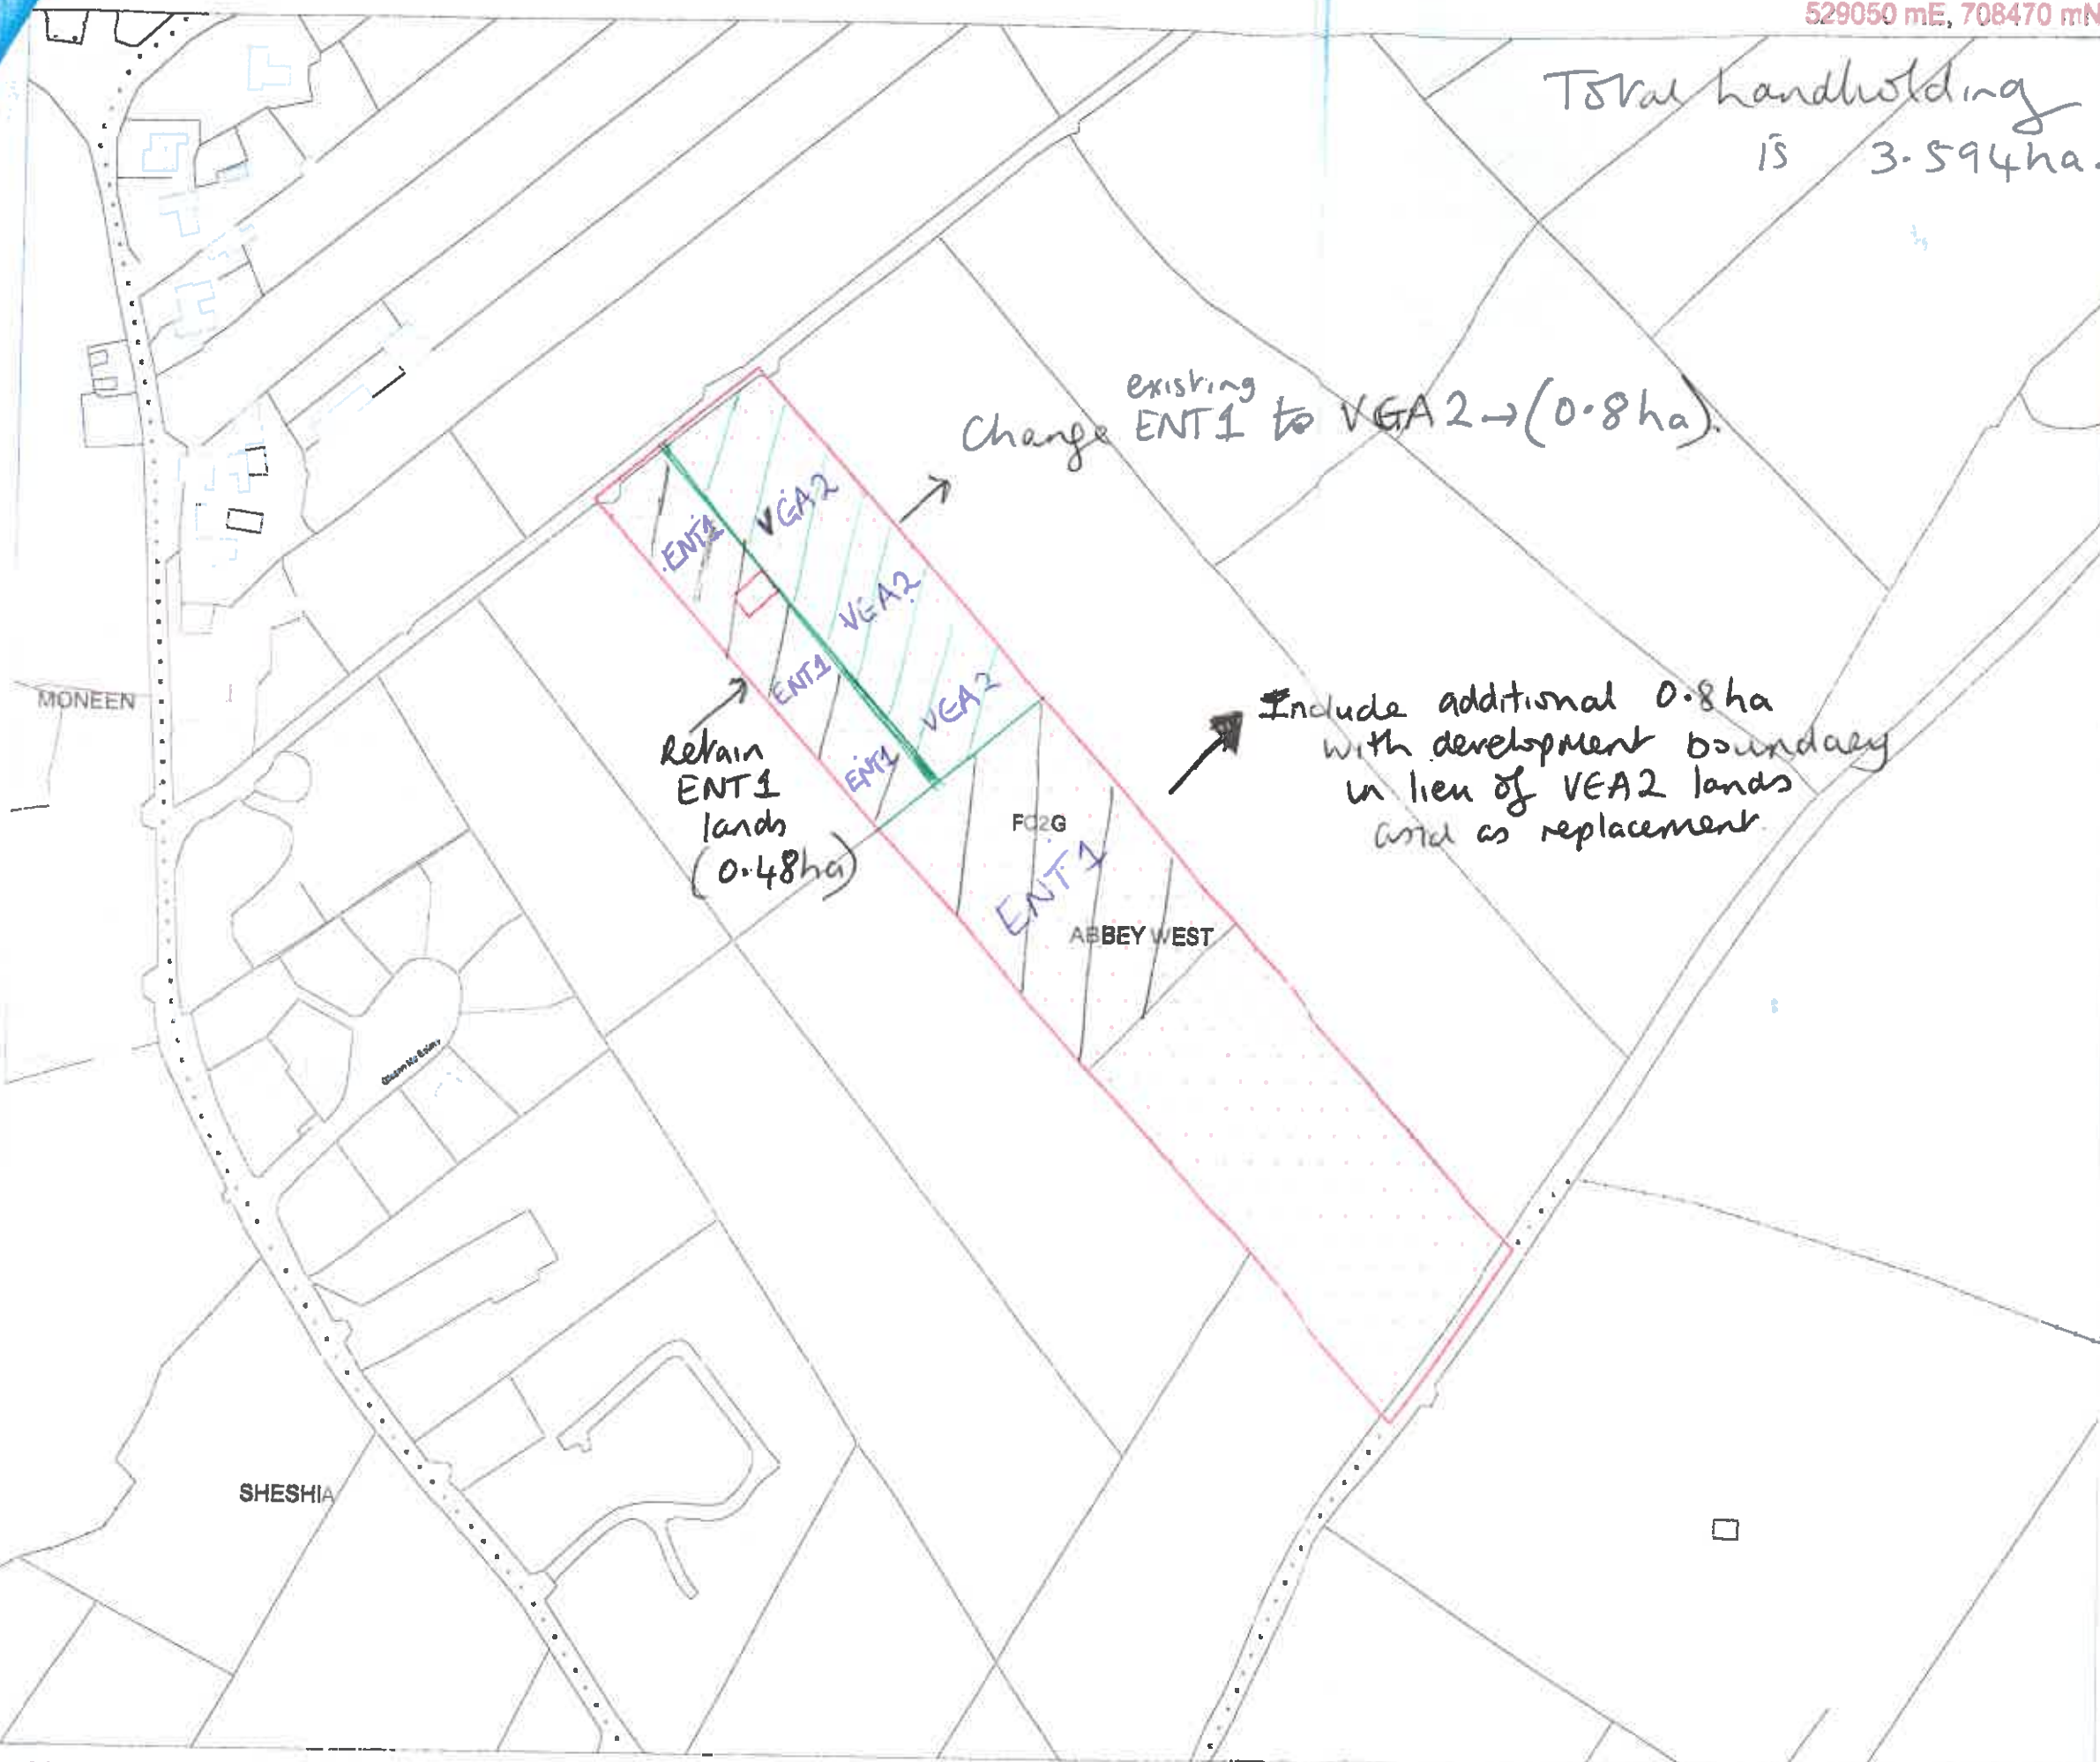 529050 mE, 708470 mN
Total Landholding
is 3.594ha.
existing
Change ENT1 to VGA2→(0.8ha).
VGA2
ENT1
VGA2
MONEEN
ENT1
VGA2
Include additional 0.8ha
with development boundary
in lieu of VGA2 lands
and as replacement.
Retain
ENT1
lands
(0.48ha)
ENT1
FC2G
ENT1
ABBEY WEST
SHESHIA